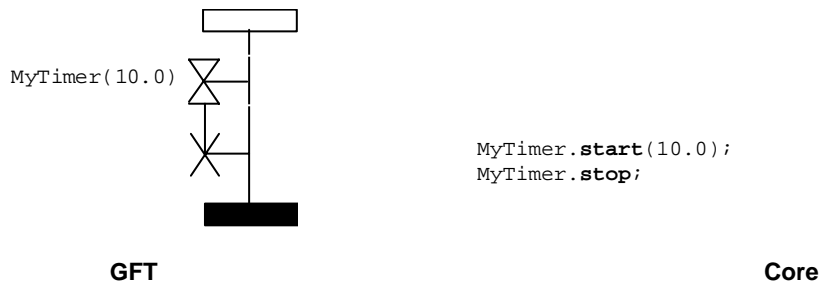 MyTimer(10.0)
MyTimer.start(10.0);
MyTimer.stop;
GFT
Core